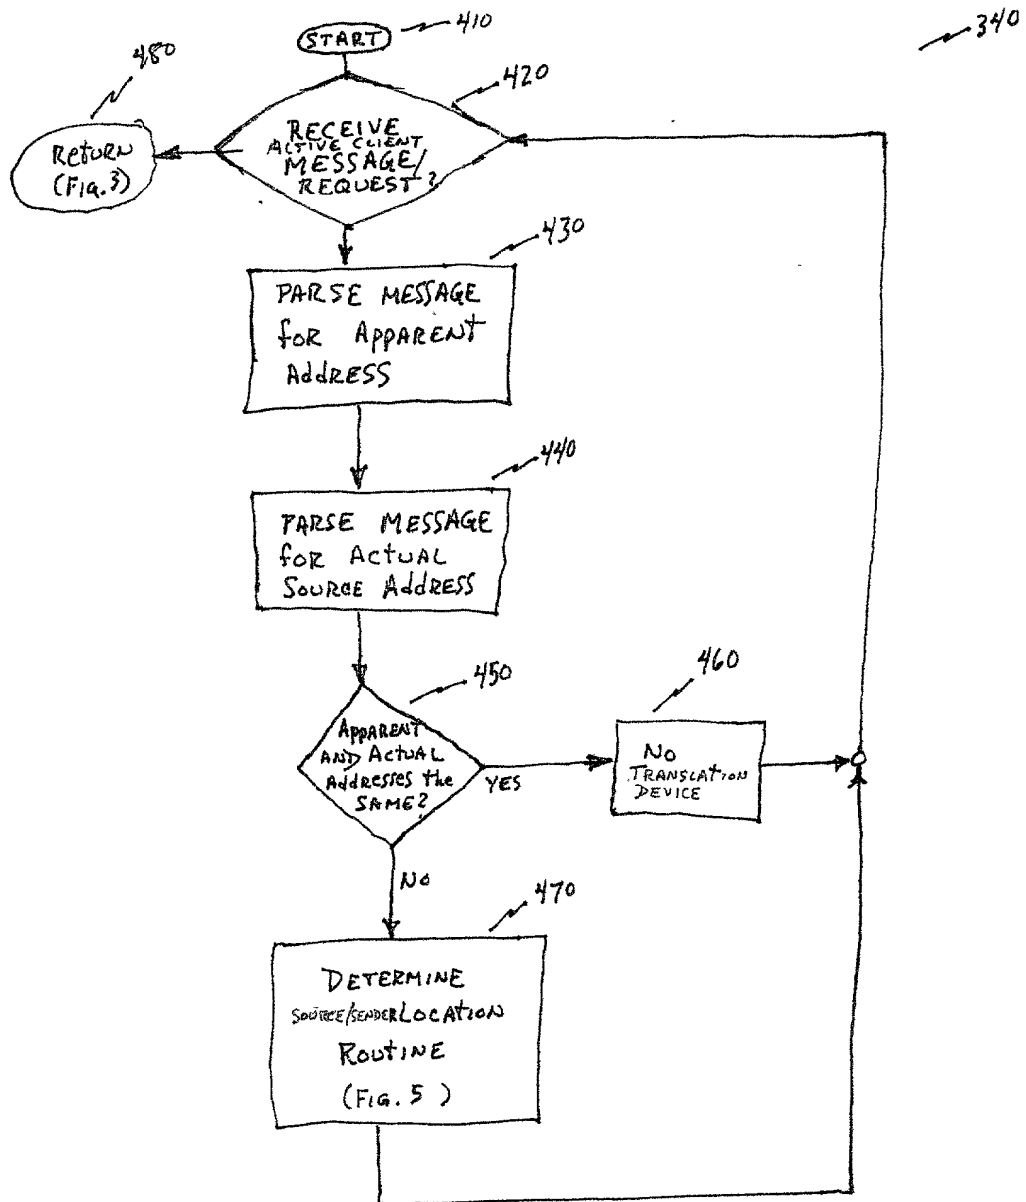 START
410
340
480
420
RECEIVE
ACTIVE CLIENT
MESSAGE/
REQUEST?
RETURN
(FIG. 3)
430
PARSE MESSAGE
FOR APPARENT
ADDRESS
440
PARSE MESSAGE
FOR ACTUAL
SOURCE ADDRESS
450
APPARENT
AND ACTUAL
ADDRESSES THE
SAME?
YES
460
NO
TRANSLATION
DEVICE
NO
470
DETERMINE
SOURCE/SENDER LOCATION
ROUTINE
(FIG. 5)